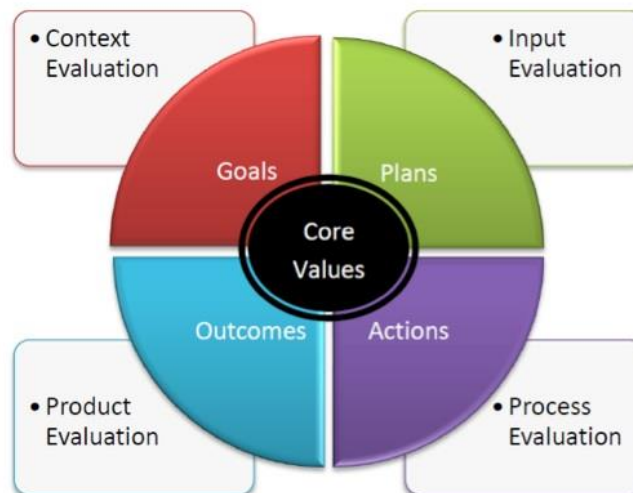 • Context
Evaluation
• Input
Evaluation
Goals
Plans
Core
Values
Outcomes
Actions
• Product
Evaluation
• Process
Evaluation